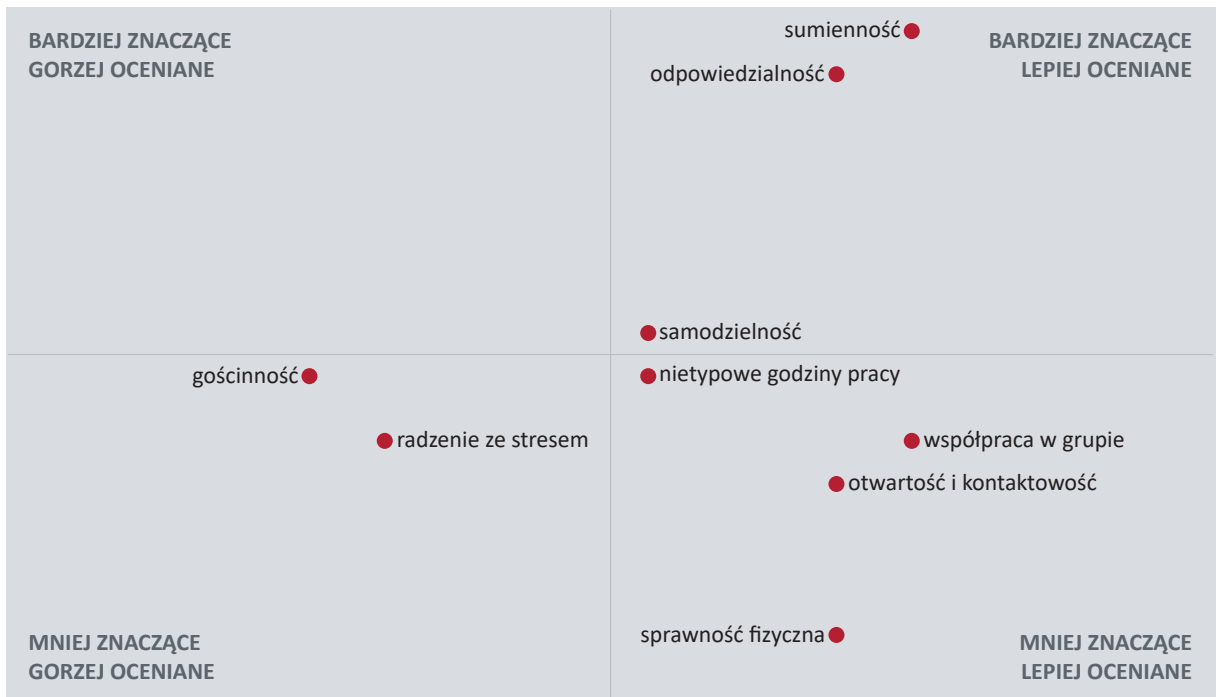 BARDZIEJ ZNACZĄCE
GORZEJ OCENIANE
sumienność
BARDZIEJ ZNACZĄCE
LEPIEJ OCENIANE
odpowiedzialność
samodzielność
gościnność
nietypowe godziny pracy
radzenie ze stresem
współpraca w grupie
otwartość i kontaktowość
sprawność fizyczna
MNIEJ ZNACZĄCE
GORZEJ OCENIANE
MNIEJ ZNACZĄCE
LEPIEJ OCENIANE